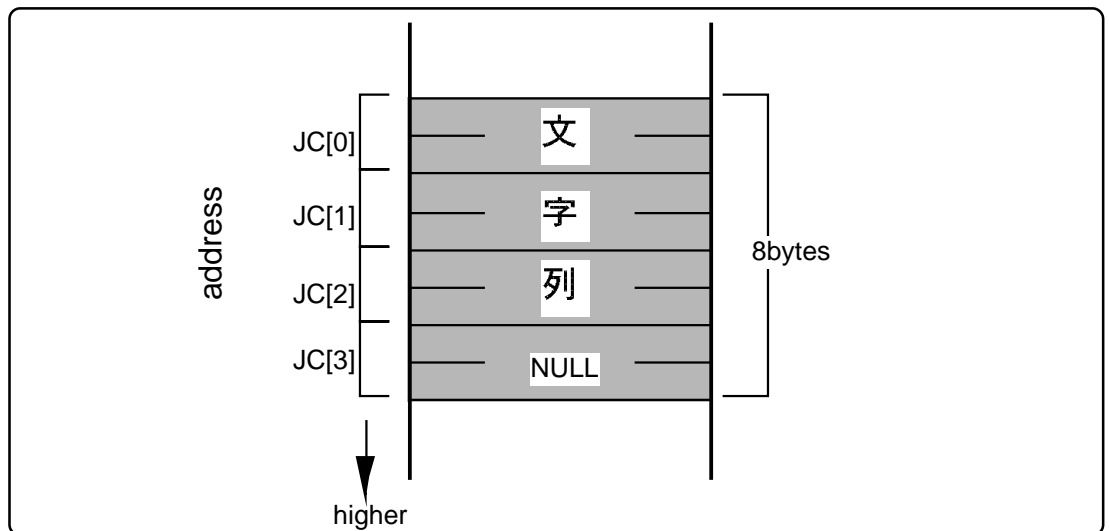 address
JC[0]
文
JC[1]
字
8bytes
JC[2]
列
JC[3]
NULL
higher